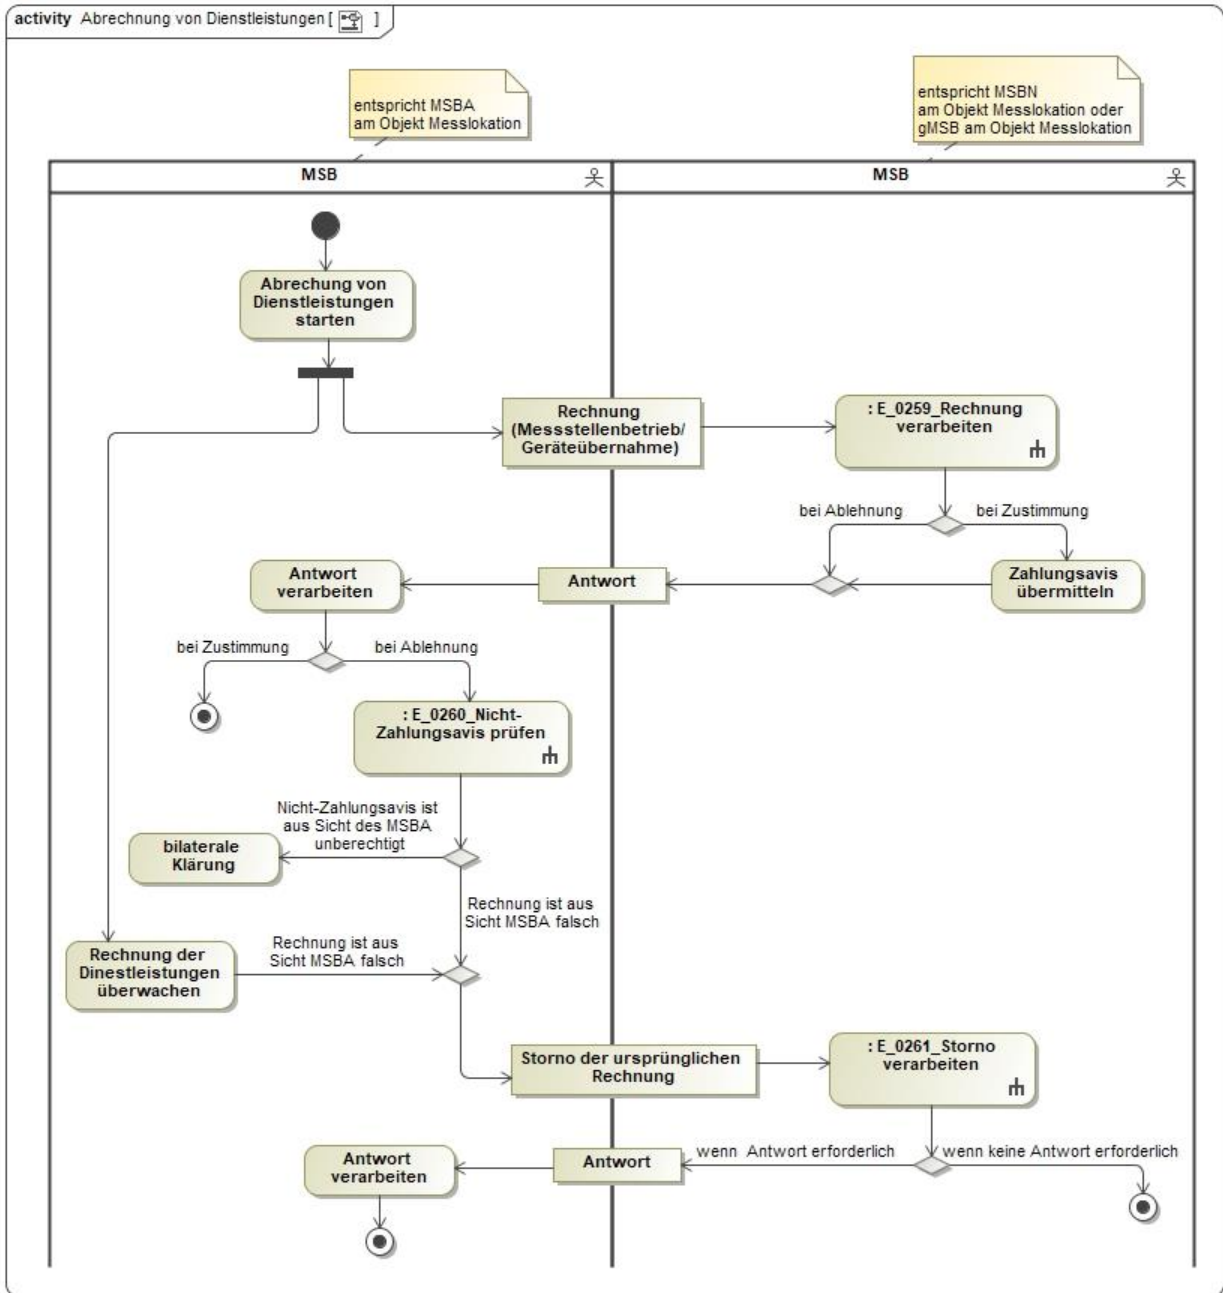 activity Abrechnung von Dienstleistungen [ ]
entspricht MSBA
am Objekt Messlokation
entspricht MSBN
am Objekt Messlokation oder
gMSB am Objekt Messlokation
MSB
MSB
Abrechung von
Dienstleistungen
starten
Rechnung
(Messstellenbetrieb/
Geräteübernahme)
: E_0259_Rechnung
verarbeiten
bei Ablehnung
bei Zustimmung
Zahlungsavis
übermitteln
Antwort
Antwort
verarbeiten
bei Zustimmung
bei Ablehnung
: E_0260_Nicht-
Zahlungsavis prüfen
Nicht-Zahlungsavis ist
aus Sicht des MSBA
unberechtigt
bilaterale
Klärung
Rechnung ist aus
Sicht MSBA falsch
Rechnung der
Dinestleistungen
überwachen
Rechnung ist aus
Sicht MSBA falsch
Storno der ursprünglichen
Rechnung
: E_0261_Storno
verarbeiten
wenn Antwort erforderlich
wenn keine Antwort erforderlich
Antwort
Antwort
verarbeiten